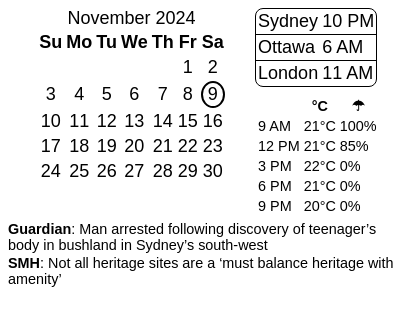 November 2024
Su Mo Tu We Th Fr Sa
1 2
3 4 5 6 7 8 9
10 11 12 13 14 15 16
17 18 19 20 21 22 23
24 25 26 27 28 29 30
Sydney 10 PM
Ottawa 6 AM
London 11 AM
°C ☂
9 AM 21°C 100%
12 PM 21°C 85%
3 PM 22°C 0%
6 PM 21°C 0%
9 PM 20°C 0%
Guardian: Man arrested following discovery of teenager’s
body in bushland in Sydney’s south-west
SMH: Not all heritage sites are a ‘must balance heritage with
amenity’